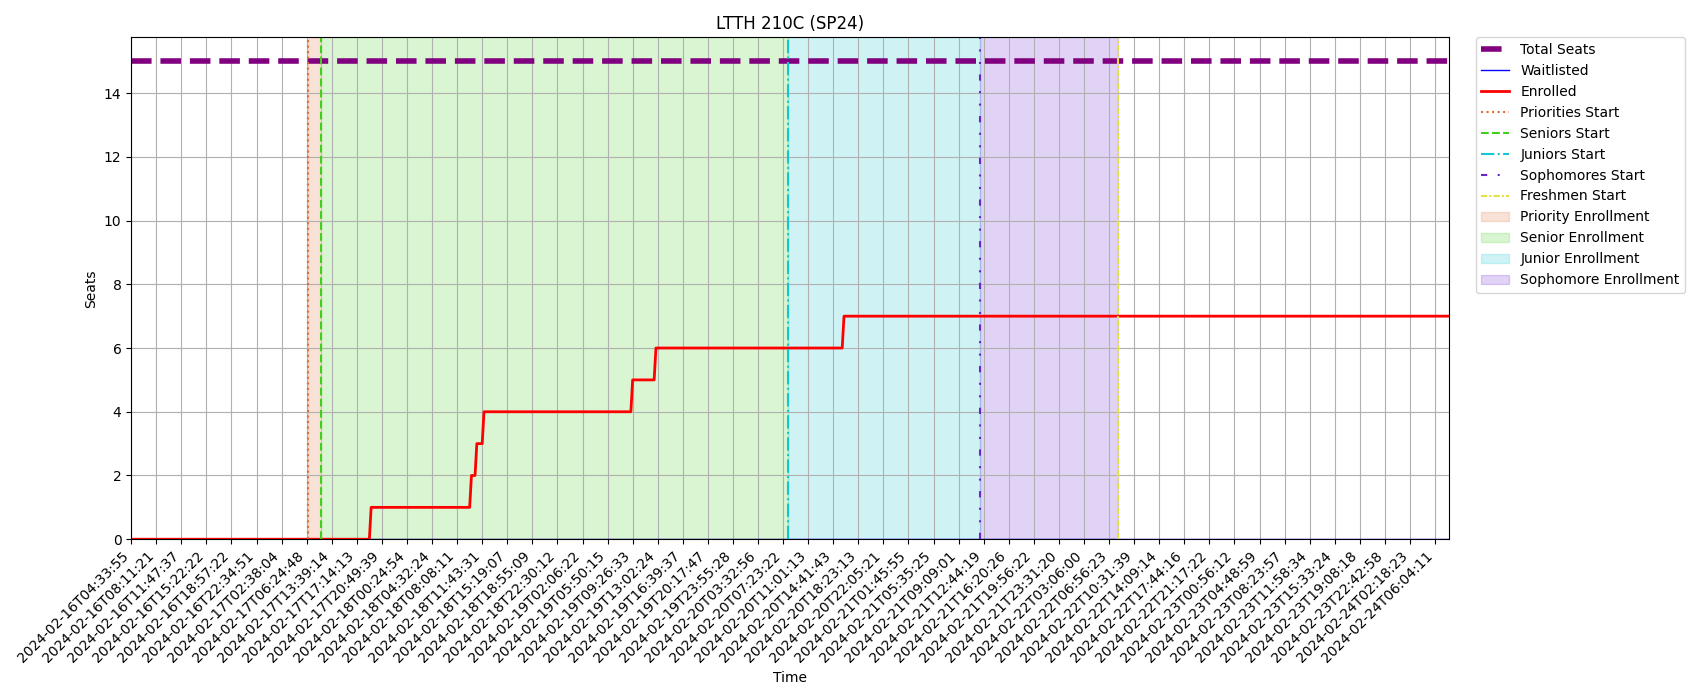 LTTH 210C (SP24)
Total Seats
Waitlisted
Enrolled
Priorities Start
Seniors Start
Juniors Start
Sophomores Start
Freshmen Start
Priority Enrollment
Senior Enrollment
Junior Enrollment
Sophomore Enrollment
Seats
14
12
10
8
6
4
2
0
2024-02-16T04:33:55
2024-02-16T08:11:21
2024-02-16T11:47:37
2024-02-16T15:22:22
2024-02-16T18:57:22
2024-02-16T22:34:51
2024-02-17T02:38:04
2024-02-17T06:24:48
2024-02-17T13:39:14
2024-02-17T17:14:13
2024-02-17T20:49:39
2024-02-18T00:24:54
2024-02-18T04:32:24
2024-02-18T08:08:11
2024-02-18T11:43:31
2024-02-18T15:19:07
2024-02-18T18:55:09
2024-02-18T22:30:12
2024-02-19T02:06:22
2024-02-19T05:50:15
2024-02-19T09:26:33
2024-02-19T13:02:24
2024-02-19T16:39:37
2024-02-19T20:17:47
2024-02-19T23:55:28
2024-02-20T03:32:56
2024-02-20T07:23:22
2024-02-20T11:01:13
2024-02-20T14:41:43
2024-02-20T18:23:13
2024-02-20T22:05:21
2024-02-21T01:45:55
2024-02-21T05:35:25
2024-02-21T09:09:01
2024-02-21T12:44:19
2024-02-21T16:20:26
2024-02-21T19:56:22
2024-02-21T23:31:20
2024-02-22T03:06:00
2024-02-22T06:56:23
2024-02-22T10:31:39
2024-02-22T14:09:14
2024-02-22T17:44:16
2024-02-22T21:17:22
2024-02-23T00:56:12
2024-02-23T04:48:59
2024-02-23T08:23:57
2024-02-23T11:58:34
2024-02-23T15:33:24
2024-02-23T19:08:18
2024-02-23T22:42:58
2024-02-24T02:18:23
2024-02-24T06:04:11
Time